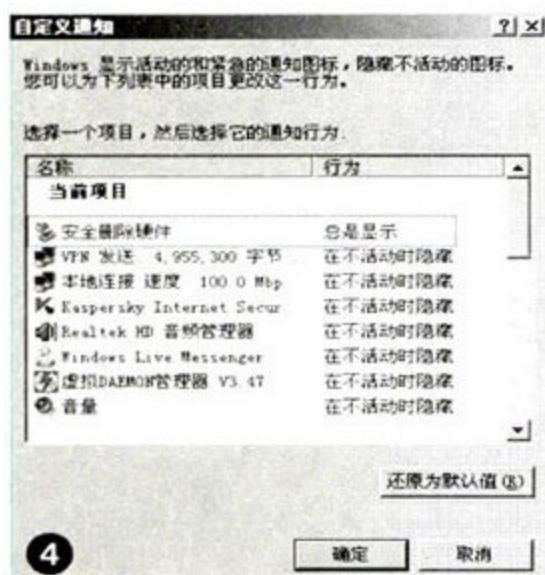 自定义通知
Windows 显示活动的和紧急的通知图标，隐藏不活动的图标。
您可以为下列表中的项目更改这一行为。
选择一个项目，然后选择它的通知行为.
名称 行为
当前项目
安全删除硬件 总是显示
VPN 发送: 4,955,300 字节 在不活动时隐藏
本地连接 速度: 100.0 Mbp 在不活动时隐藏
Kaspersky Internet Secur 在不活动时隐藏
Realtek HD 音频管理器 在不活动时隐藏
Windows Live Messenger 在不活动时隐藏
虚拟DAEMON管理器 V3.47 在不活动时隐藏
音量 在不活动时隐藏
还原为默认值(R)
4
确定 取消